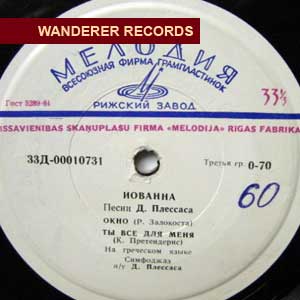 WANDERER RECORDS
МЕЛОДИЯ
ВСЕСОЮЗНАЯ ФИРМА ГРАМПЛАСТИНОК
Гост 5289-61
РИЖСКИЙ ЗАВОД
33⅓
ISSAVIENIBAS SKAŅUPLAŠU FIRMA «MELODIJA» RIGAS FABRIKA
33Д-00010731
Третья гр. 0-70
60
ИОВАННА
Песни Д. Плессаса
ОКНО (Р. Залокоста)
ТЫ ВСЕ ДЛЯ МЕНЯ
(К. Претендерис)
На греческом языке
Симфоджаз
п/у Д. Плессаса